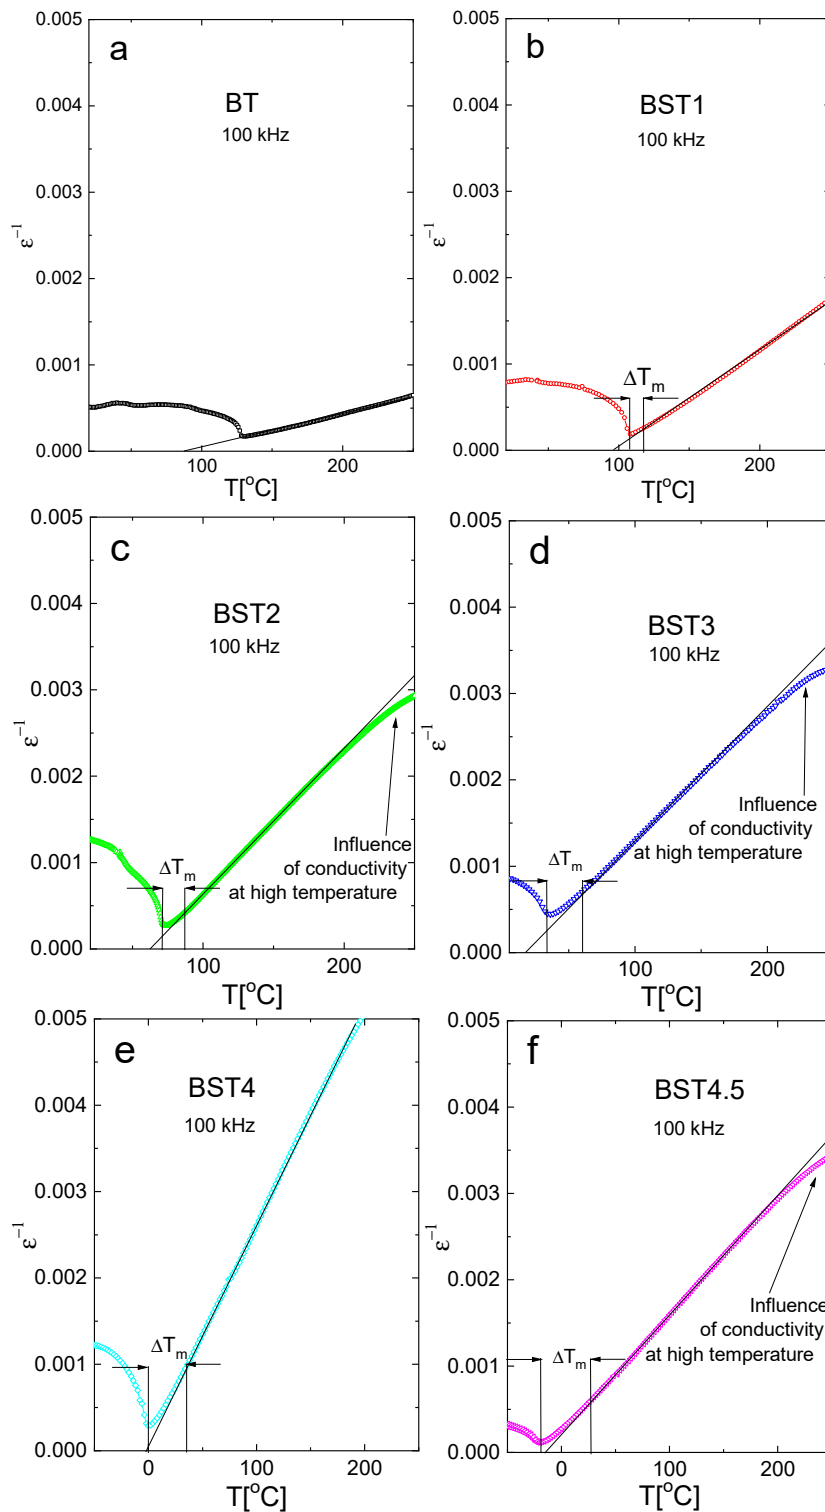 a
BT
100 kHz
0.005
0.004
0.003
0.002
0.001
0.000
ε⁻¹
100
200
T[°C]
b
BST1
100 kHz
ΔTm
0.005
0.004
0.003
0.002
0.001
0.000
ε⁻¹
100
200
T[°C]
c
BST2
100 kHz
Influence
of conductivity
at high temperature
ΔTm
0.005
0.004
0.003
0.002
0.001
0.000
ε⁻¹
100
200
T[°C]
d
BST3
100 kHz
Influence
of conductivity
at high temperature
ΔTm
0.005
0.004
0.003
0.002
0.001
0.000
ε⁻¹
100
200
T[°C]
e
BST4
100 kHz
ΔTm
0.005
0.004
0.003
0.002
0.001
0.000
ε⁻¹
0
100
200
T[°C]
f
BST4.5
100 kHz
Influence
of conductivity
at high temperature
ΔTm
0.005
0.004
0.003
0.002
0.001
0.000
ε⁻¹
0
100
200
T[°C]